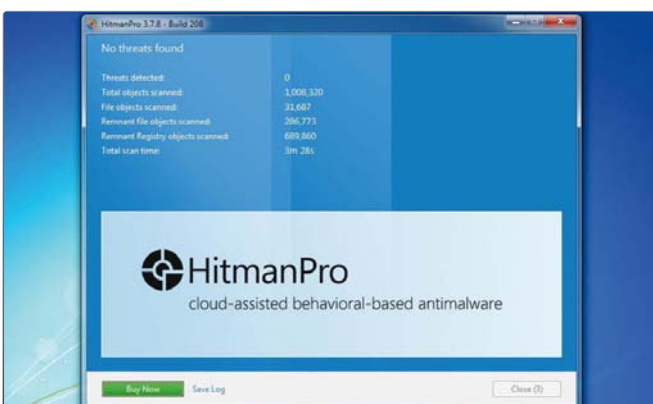 HitmanPro 3.7.8 - Build 208
No threats found
Threats detected: 0
Total objects scanned: 1,008,320
File objects scanned: 31,687
Remnant file objects scanned: 286,773
Remnant Registry objects scanned: 689,860
Total scan time: 3m 28s
HitmanPro
cloud-assisted behavioral-based antimalware
Buy Now Save Log Close (3)